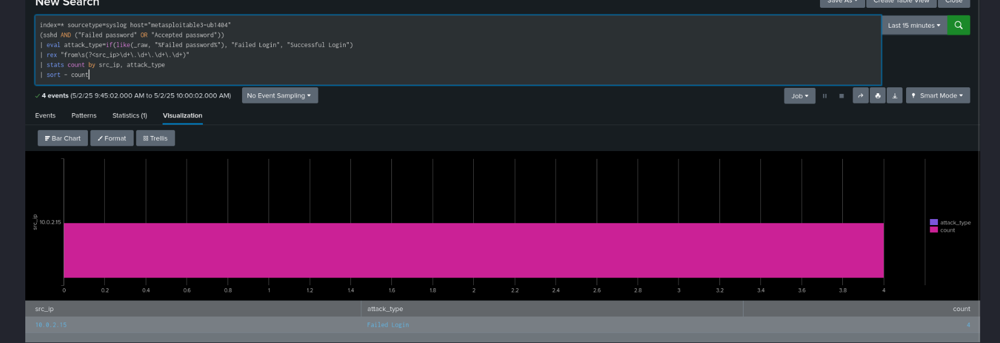 New Search
Save As
Create Table View
Close
index=* sourcetype=syslog host="metasploitable3-ub1404"
(sshd AND ("Failed password" OR "Accepted password"))
| eval attack_type=if(like(_raw, "%Failed password%"), "Failed Login", "Successful Login")
| rex "from\s(?<src_ip>\d+\.\d+\.\d+\.\d+)"
| stats count by src_ip, attack_type
| sort - count
Last 15 minutes
4 events (5/2/25 9:45:02.000 AM to 5/2/25 10:00:02.000 AM)
No Event Sampling
Job
Smart Mode
Events
Patterns
Statistics (1)
Visualization
Bar Chart
Format
Trellis
src_ip
10.0.2.15
attack_type
count
0 0.2 0.4 0.6 0.8 1 1.2 1.4 1.6 1.8 2 2.2 2.4 2.6 2.8 3 3.2 3.4 3.6 3.8 4
src_ip attack_type count
10.0.2.15 Failed Login 4